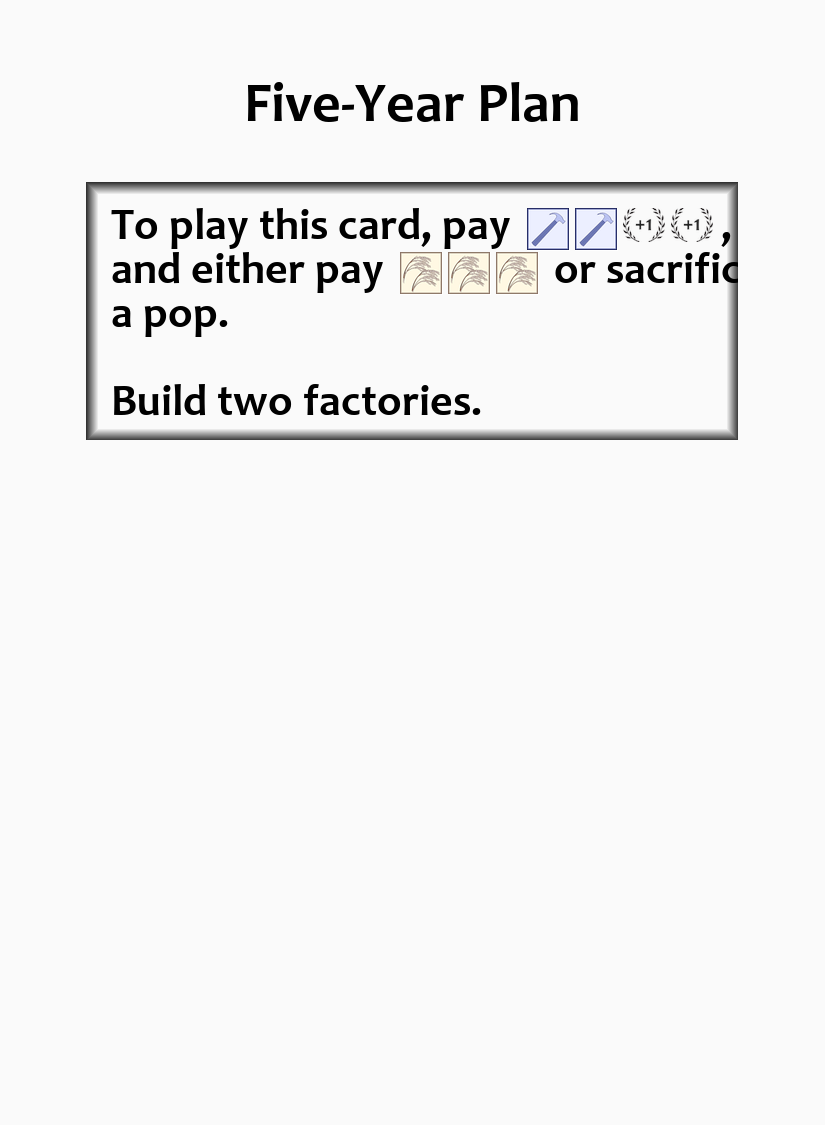 Five-Year Plan
To play this card, pay +1 +1 ,
and either pay or sacrific
a pop.
Build two factories.